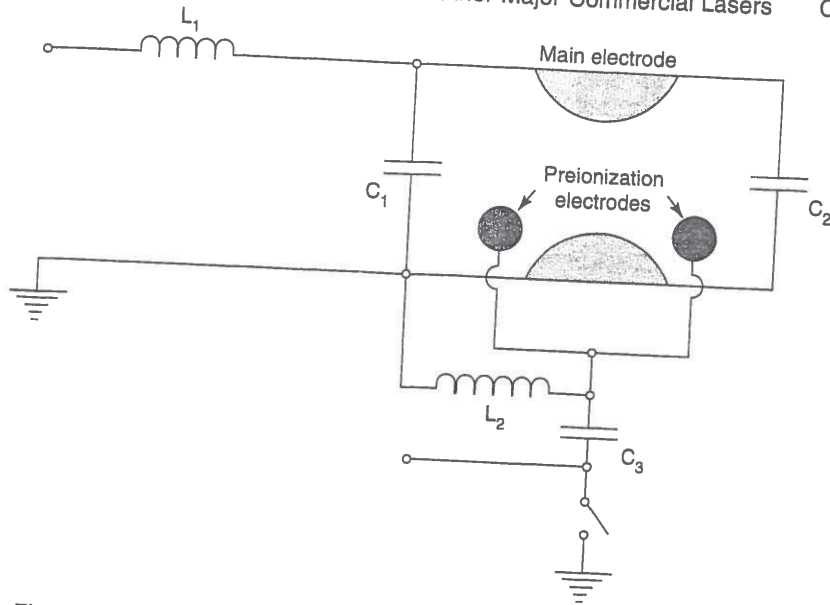 Major Commercial Lasers
L1
Main electrode
C1
Preionization
electrodes
C2
L2
C3